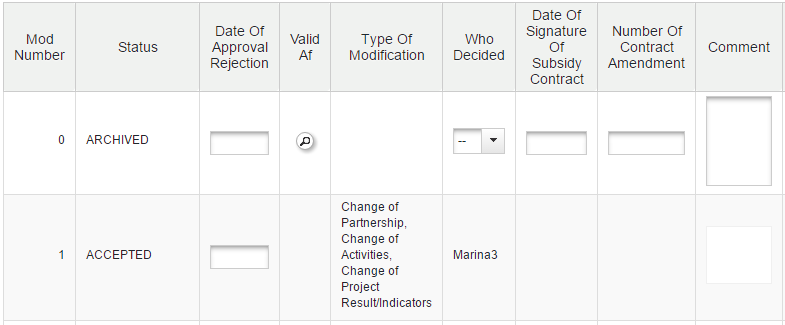 Mod
Number
Status
Date Of
Approval
Rejection
Valid
Af
Type Of
Modification
Who
Decided
Date Of
Signature
Of
Subsidy
Contract
Number Of
Contract
Amendment
Comment
0
ARCHIVED
--
1
ACCEPTED
Change of
Partnership,
Change of
Activities,
Change of
Project
Result/Indicators
Marina3